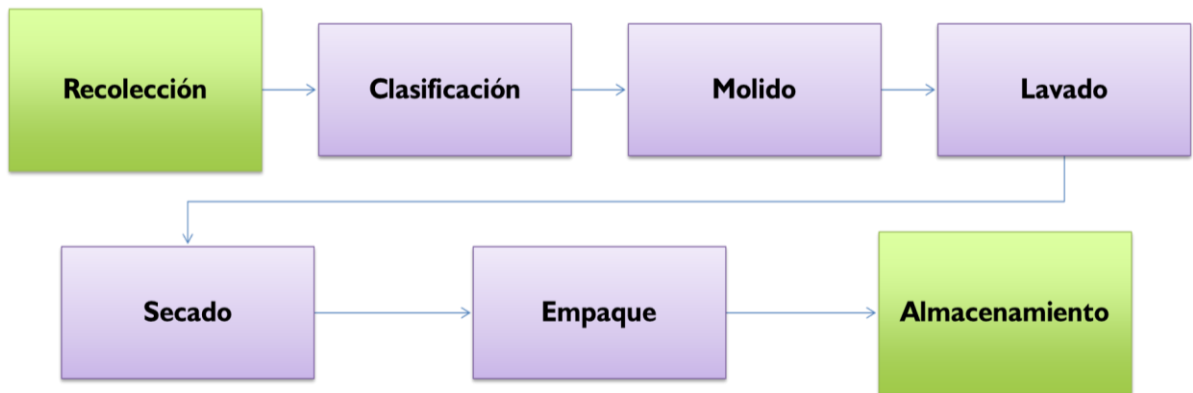 Recolección
Clasificación
Molido
Lavado
Secado
Empaque
Almacenamiento